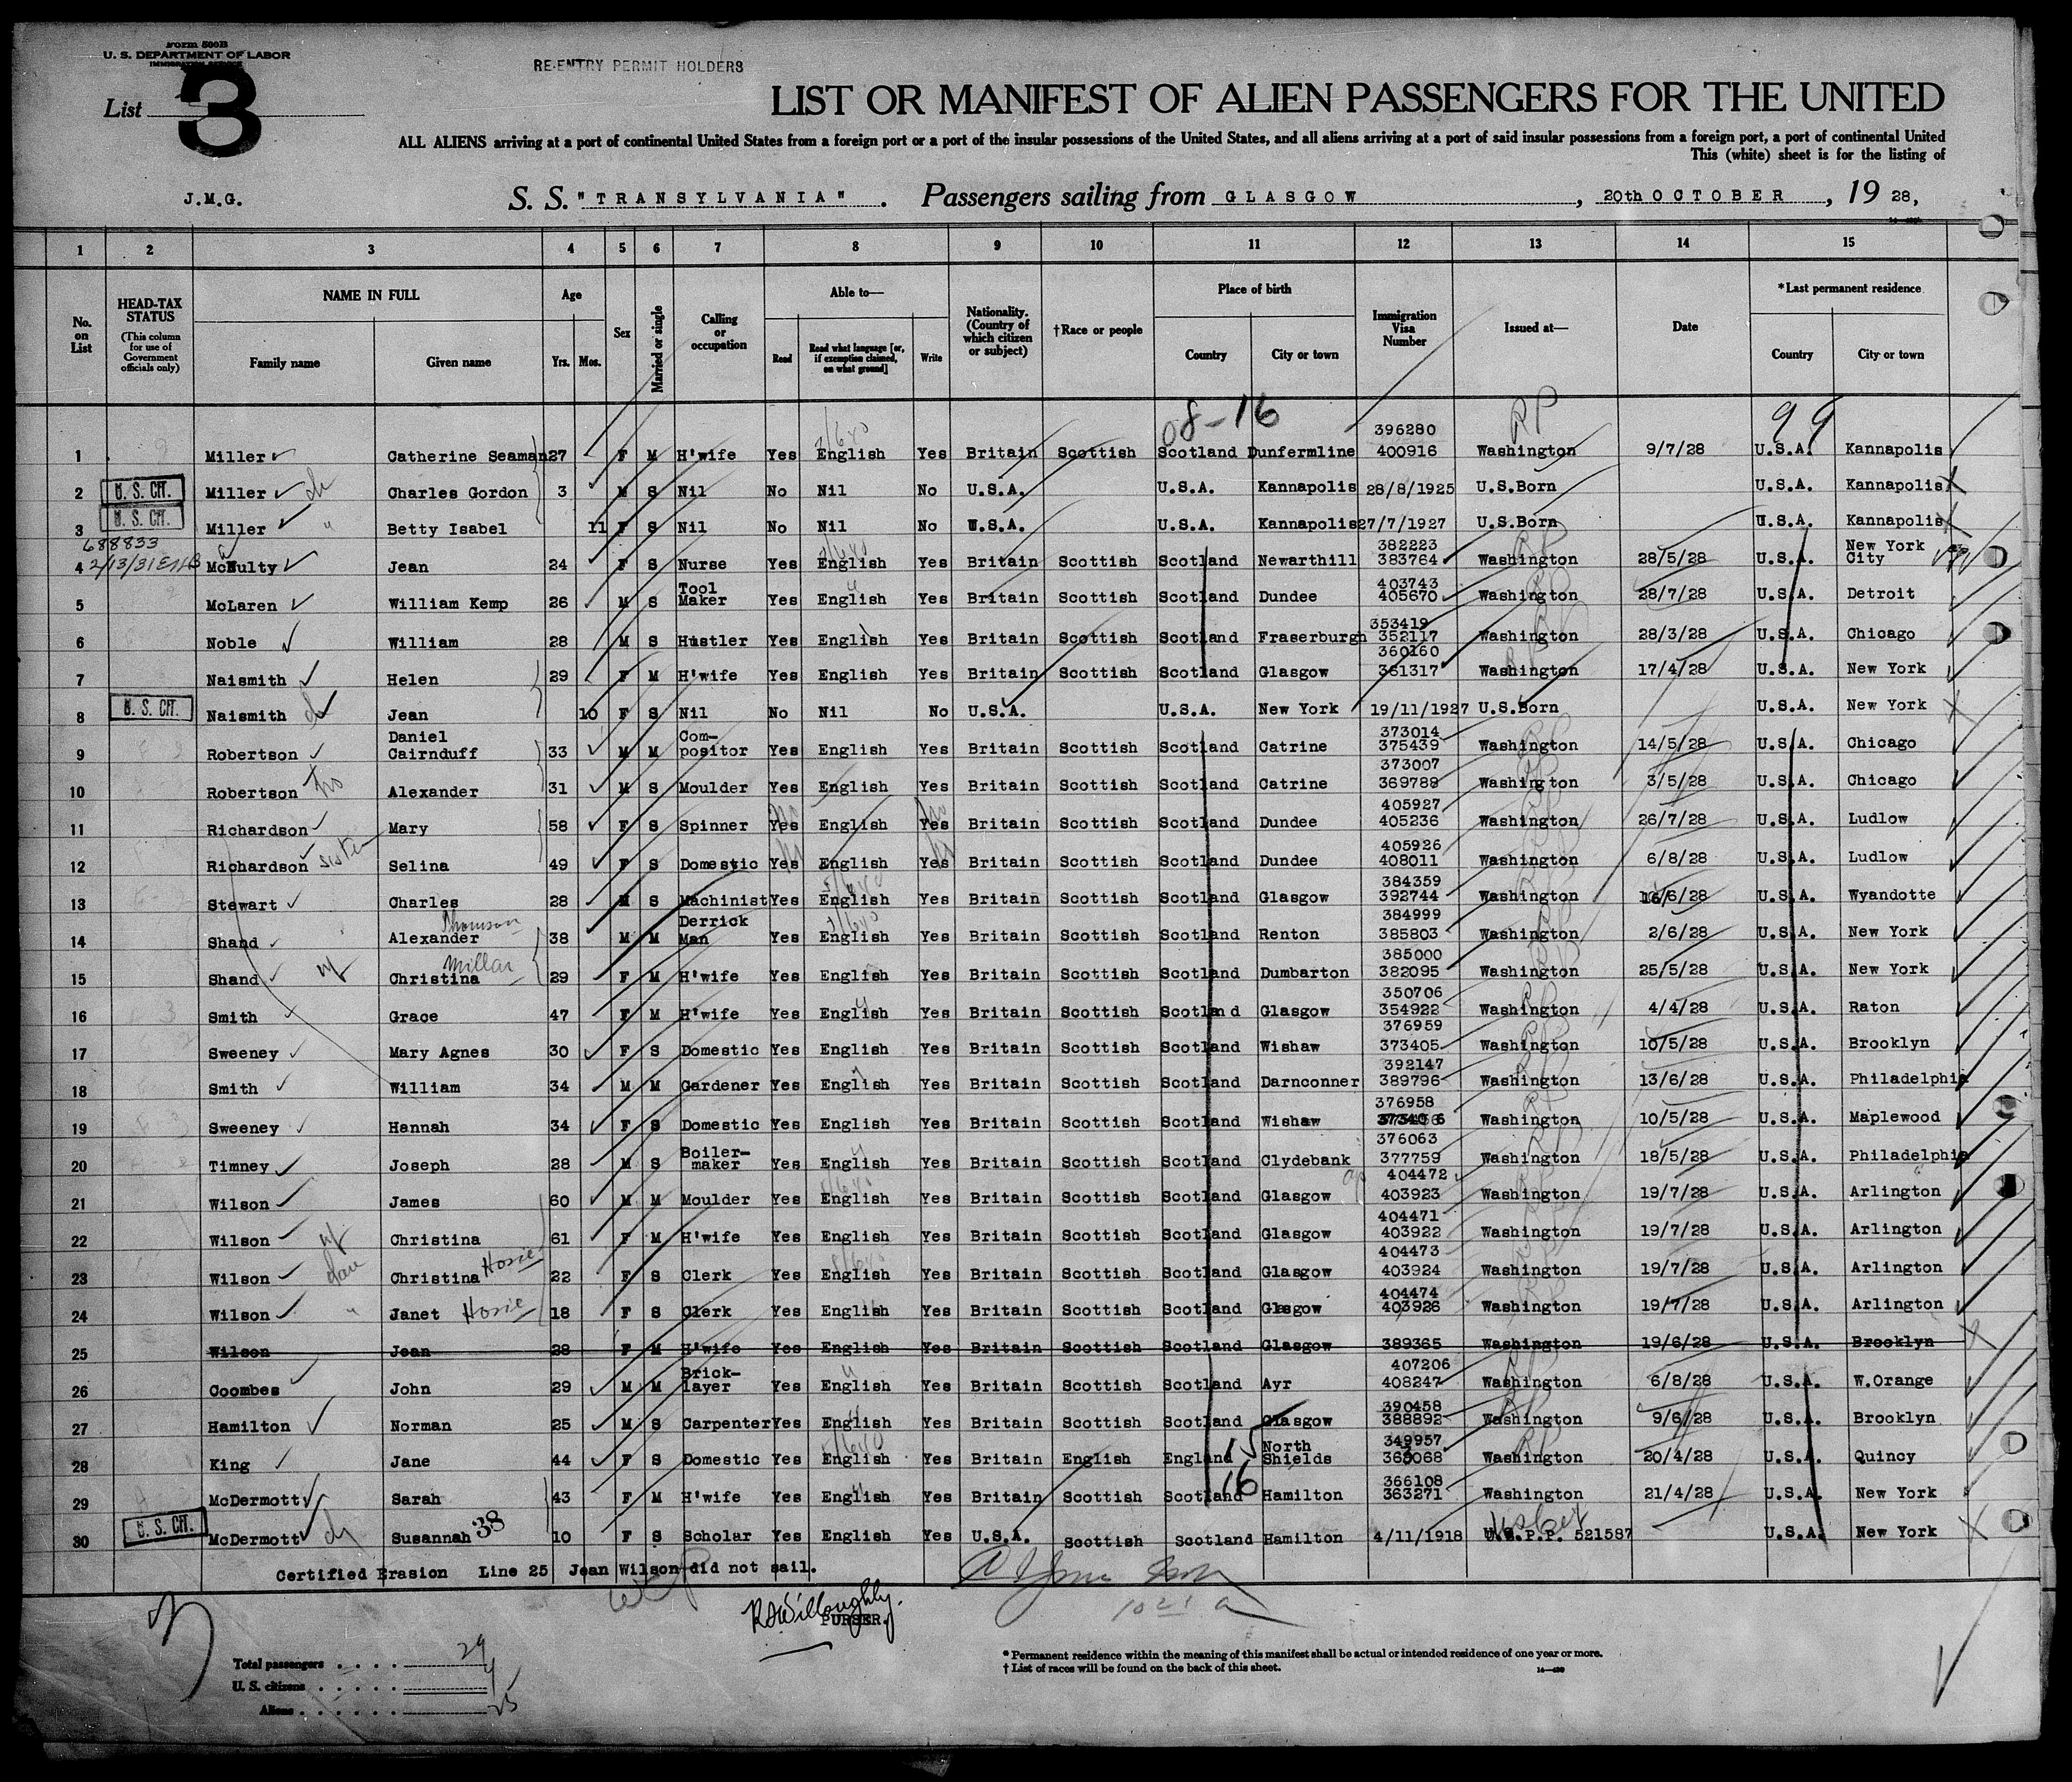 Form 500B
U. S. DEPARTMENT OF LABOR
IMMIGRATION SERVICE
RE-ENTRY PERMIT HOLDERS
List 3
LIST OR MANIFEST OF ALIEN PASSENGERS FOR THE UNITED
ALL ALIENS arriving at a port of continental United States from a foreign port or a port of the insular possessions of the United States, and all aliens arriving at a port of said insular possessions from a foreign port, a port of continental United
This (white) sheet is for the listing of
J.M.G.
S. S. "TRANSYLVANIA". Passengers sailing from GLASGOW, 20th OCTOBER, 19 28,
1 2 3 4 5 6 7 8 9 10 11 12 13 14 15
No. on List
HEAD-TAX STATUS (This column for use of Government officials only)
NAME IN FULL Family name Given name
Age Yrs. Mos.
Sex
Married or single
Calling or occupation
Able to— Read Read what language [or, if exemption claimed, on what ground] Write
Nationality. (Country of which citizen or subject)
†Race or people
Place of birth Country City or town
Immigration Visa Number
Issued at—
Date
*Last permanent residence Country City or town
08-16 RP 99
396280
1 Miller Catherine Seaman 27 F M H'wife Yes English Yes Britain Scottish Scotland Dunfermline 400916 Washington 9/7/28 U.S.A. Kannapolis
2 U. S. CIT. Miller Charles Gordon 3 M S Nil No Nil No U.S.A. U.S.A. Kannapolis 28/8/1925 U.S.Born U.S.A. Kannapolis
3 U. S. CIT. Miller " Betty Isabel 11 F S Nil No Nil No U.S.A. U.S.A. Kannapolis 27/7/1927 U.S.Born U.S.A. Kannapolis
688833
382223 New York
4 2/13/31 McNulty Jean 24 F S Nurse Yes English Yes Britain Scottish Scotland Newarthill 383764 Washington 28/5/28 U.S.A. City
Tool 403743
5 McLaren William Kemp 26 M S Maker Yes English Yes Britain Scottish Scotland Dundee 405670 Washington 28/7/28 U.S.A. Detroit
353419
6 Noble William 28 M S Hustler Yes English Yes Britain Scottish Scotland Fraserburgh 352117 Washington 28/3/28 U.S.A. Chicago
360160
7 Naismith Helen 29 F M H'wife Yes English Yes Britain Scottish Scotland Glasgow 361317 Washington 17/4/28 U.S.A. New York
8 U. S. CIT. Naismith Jean 10 F S Nil No Nil No U.S.A. U.S.A. New York 19/11/1927 U.S.Born U.S.A. New York
Daniel Com- 373014
9 Robertson Cairnduff 33 M M positor Yes English Yes Britain Scottish Scotland Catrine 375439 Washington 14/5/28 U.S.A. Chicago
373007
10 Robertson Alexander 31 M S Moulder Yes English Yes Britain Scottish Scotland Catrine 369788 Washington 3/5/28 U.S.A. Chicago
405927
11 Richardson Mary 58 F S Spinner Yes English Yes Britain Scottish Scotland Dundee 405236 Washington 26/7/28 U.S.A. Ludlow
405926
12 Richardson sister Selina 49 F S Domestic Yes English Yes Britain Scottish Scotland Dundee 408011 Washington 6/8/28 U.S.A. Ludlow
384359
13 Stewart Charles 28 M S Machinist Yes English Yes Britain Scottish Scotland Glasgow 392744 Washington 16/6/28 U.S.A. Wyandotte
Thomson Derrick 384999
14 Shand Alexander 38 M M Man Yes English Yes Britain Scottish Scotland Renton 385803 Washington 2/6/28 U.S.A. New York
Millar 385000
15 Shand wf Christina 29 F M H'wife Yes English Yes Britain Scottish Scotland Dumbarton 382095 Washington 25/5/28 U.S.A. New York
350706
16 Smith Grace 47 F M H'wife Yes English Yes Britain Scottish Scotland Glasgow 354922 Washington 4/4/28 U.S.A. Raton
376959
17 Sweeney Mary Agnes 30 F S Domestic Yes English Yes Britain Scottish Scotland Wishaw 373405 Washington 10/5/28 U.S.A. Brooklyn
392147
18 Smith William 34 M M Gardener Yes English Yes Britain Scottish Scotland Darnconner 389796 Washington 13/6/28 U.S.A. Philadelphia
376958
19 Sweeney Hannah 34 F S Domestic Yes English Yes Britain Scottish Scotland Wishaw 373406 Washington 10/5/28 U.S.A. Maplewood
Boiler- 376063
20 Timney Joseph 28 M S maker Yes English Yes Britain Scottish Scotland Clydebank 377759 Washington 18/5/28 U.S.A. Philadelphia
404472
21 Wilson James 60 M M Moulder Yes English Yes Britain Scottish Scotland Glasgow 403923 Washington 19/7/28 U.S.A. Arlington
404471
22 Wilson wf Christina 61 F M H'wife Yes English Yes Britain Scottish Scotland Glasgow 403922 Washington 19/7/28 U.S.A. Arlington
404473
23 Wilson Christina Hosie 22 F S Clerk Yes English Yes Britain Scottish Scotland Glasgow 403924 Washington 19/7/28 U.S.A. Arlington
404474
24 Wilson " Janet Hosie 18 F S Clerk Yes English Yes Britain Scottish Scotland Glasgow 403926 Washington 19/7/28 U.S.A. Arlington
25 Wilson Jean 28 F M H'wife Yes English Yes Britain Scottish Scotland Glasgow 389365 Washington 19/6/28 U.S.A. Brooklyn
Brick- 407206
26 Coombes John 29 M M layer Yes English Yes Britain Scottish Scotland Ayr 408247 Washington 6/8/28 U.S.A. W.Orange
390458
27 Hamilton Norman 25 M S Carpenter Yes English Yes Britain Scottish Scotland Glasgow 388892 Washington 9/6/28 U.S.A. Brooklyn
15 North 349957
28 King Jane 44 F S Domestic Yes English Yes Britain English England Shields 363068 Washington 20/4/28 U.S.A. Quincy
16 366108
29 McDermott Sarah 43 F M H'wife Yes English Yes Britain Scottish Scotland Hamilton 363271 Washington 21/4/28 U.S.A. New York
30 U. S. CIT. McDermott Susannah 38 10 F S Scholar Yes English Yes U.S.A. Scottish Scotland Hamilton 4/11/1918 U.S.P.P. 521587 U.S.A. New York
Certified Erasion Line 25 Jean Wilson did not sail.
R A Willoughby.
PURSER.
Total passengers . . . . 29
U. S. citizens . . . . 4
Aliens . . . . . . 25
* Permanent residence within the meaning of this manifest shall be actual or intended residence of one year or more.
† List of races will be found on the back of this sheet.